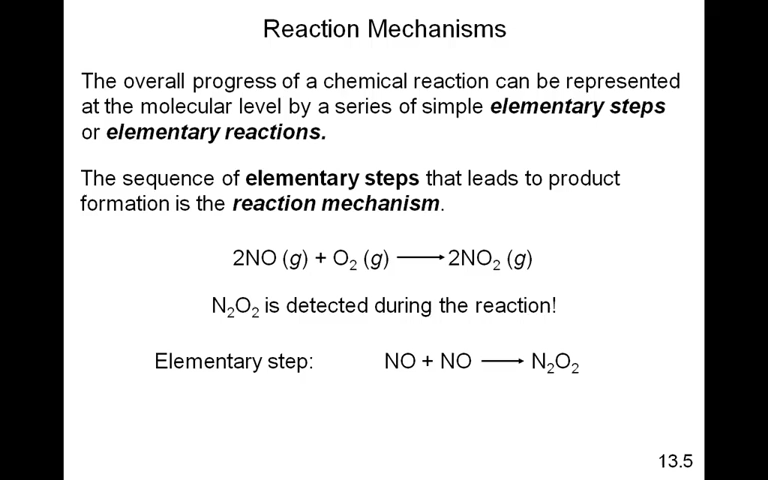 Reaction Mechanisms
The overall progress of a chemical reaction can be represented
at the molecular level by a series of simple elementary steps
or elementary reactions.
The sequence of elementary steps that leads to product
formation is the reaction mechanism.
2NO (g) + O₂ (g) ⟶ 2NO₂ (g)
N₂O₂ is detected during the reaction!
Elementary step: NO + NO ⟶ N₂O₂
13.5